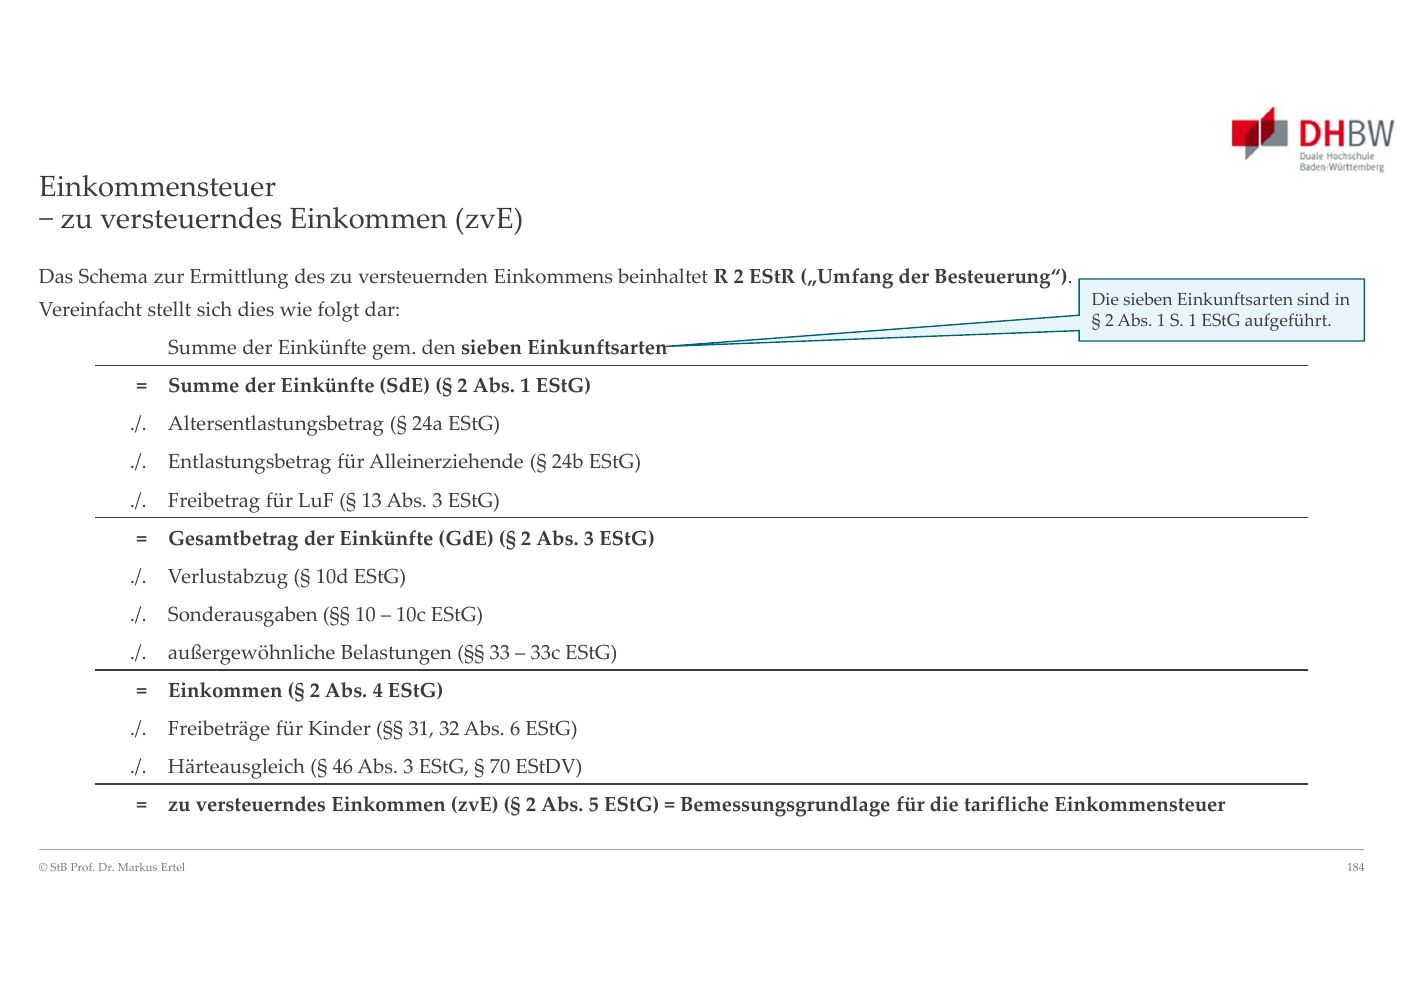 DHBW
Duale Hochschule
Baden-Württemberg
Einkommensteuer
– zu versteuerndes Einkommen (zvE)
Das Schema zur Ermittlung des zu versteuernden Einkommens beinhaltet R 2 EStR („Umfang der Besteuerung“).
Vereinfacht stellt sich dies wie folgt dar:
Die sieben Einkunftsarten sind in
§ 2 Abs. 1 S. 1 EStG aufgeführt.
Summe der Einkünfte gem. den sieben Einkunftsarten
= Summe der Einkünfte (SdE) (§ 2 Abs. 1 EStG)
./. Altersentlastungsbetrag (§ 24a EStG)
./. Entlastungsbetrag für Alleinerziehende (§ 24b EStG)
./. Freibetrag für LuF (§ 13 Abs. 3 EStG)
= Gesamtbetrag der Einkünfte (GdE) (§ 2 Abs. 3 EStG)
./. Verlustabzug (§ 10d EStG)
./. Sonderausgaben (§§ 10 – 10c EStG)
./. außergewöhnliche Belastungen (§§ 33 – 33c EStG)
= Einkommen (§ 2 Abs. 4 EStG)
./. Freibeträge für Kinder (§§ 31, 32 Abs. 6 EStG)
./. Härteausgleich (§ 46 Abs. 3 EStG, § 70 EStDV)
= zu versteuerndes Einkommen (zvE) (§ 2 Abs. 5 EStG) = Bemessungsgrundlage für die tarifliche Einkommensteuer
© StB Prof. Dr. Markus Ertel
184